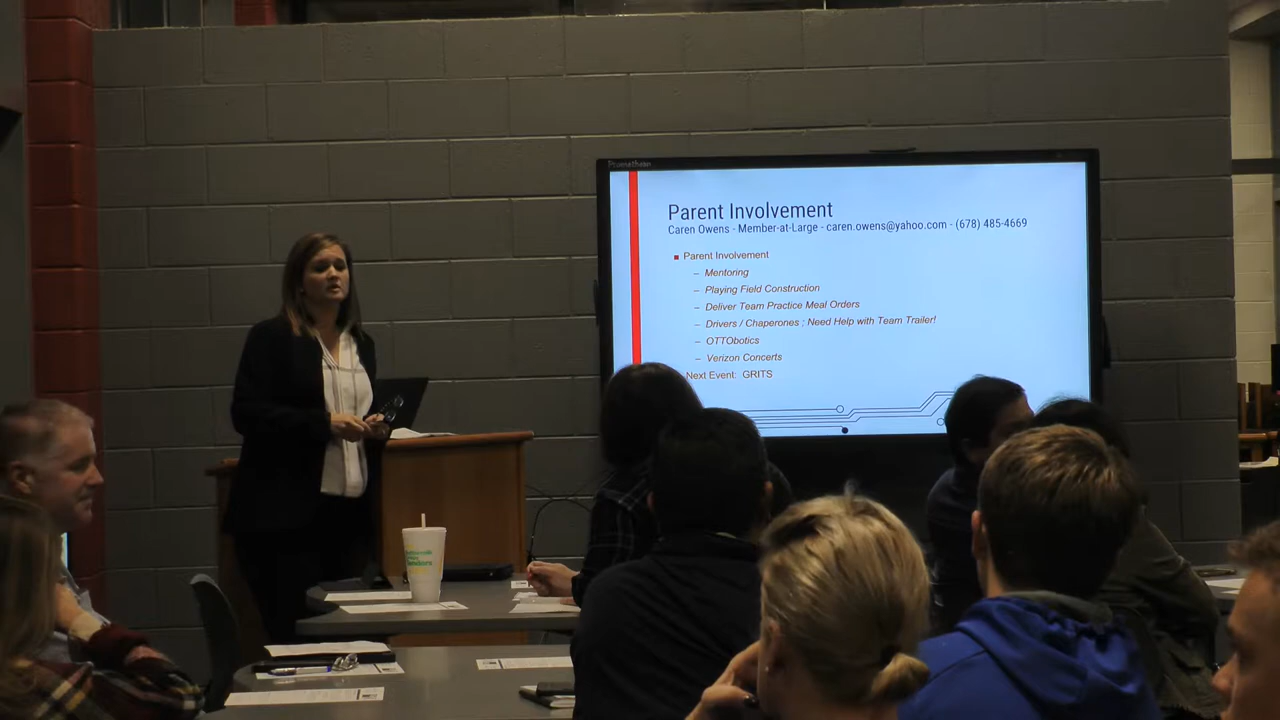 Promethean
Parent Involvement
Caren Owens - Member-at-Large - caren.owens@yahoo.com - (678) 485-4669
■ Parent Involvement
– Mentoring
– Playing Field Construction
– Deliver Team Practice Meal Orders
– Drivers / Chaperones ; Need Help with Team Trailer!
– OTTObotics
– Verizon Concerts
Next Event: GRITS